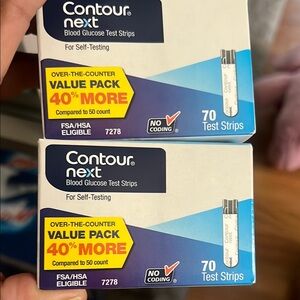 Contour®
next
Blood Glucose Test Strips
For Self-Testing
OVER-THE-COUNTER
VALUE PACK
40% MORE
Compared to 50 count
FSA/HSA
ELIGIBLE 7278
NO
CODING®
70
Test Strips
Contour®
next
Blood Glucose Test Strips
For Self-Testing
OVER-THE-COUNTER
VALUE PACK
40% MORE
Compared to 50 count
FSA/HSA
ELIGIBLE 7278
NO
CODING®
70
Test Strips